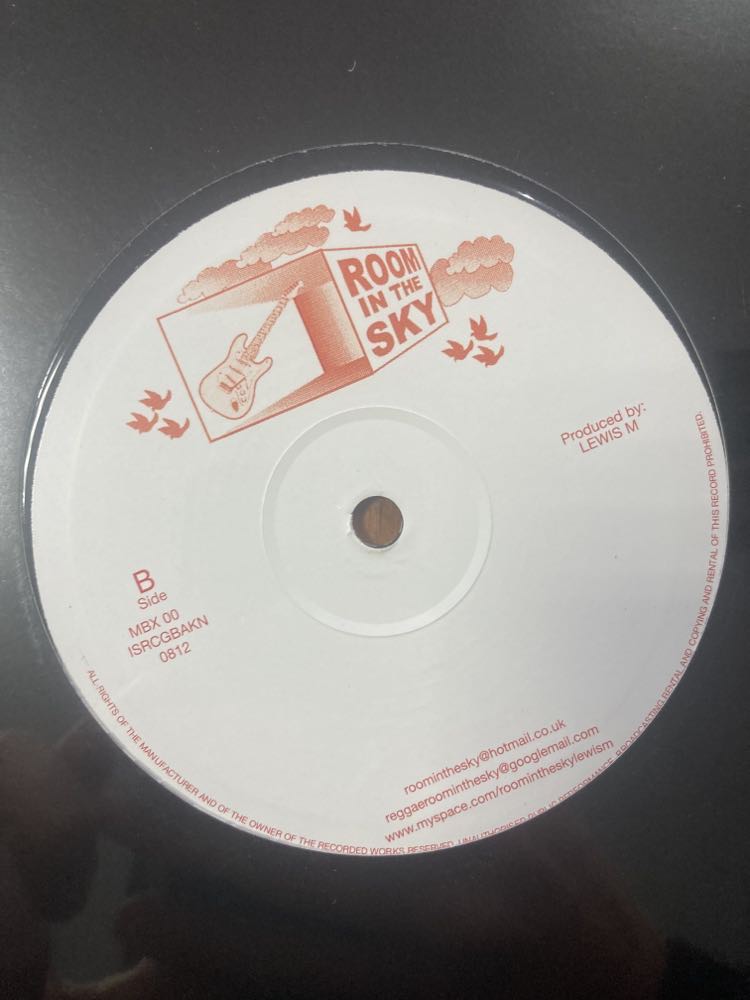 ROOM
IN THE
SKY
Produced by:
LEWIS M
B
Side
MBX 00
ISRCGBAKN
0812
roominthesky@hotmail.co.uk
reggaeroominthesky@googlemail.com
www.myspace.com/roomintheskylewism
ALL RIGHTS OF THE MANUFACTURER AND OF THE OWNER OF THE RECORDED WORKS RESERVED. UNAUTHORISED PUBLIC PERFORMANCE, BROADCASTING RENTAL AND COPYING AND RENTAL OF THIS RECORD PROHIBITED.